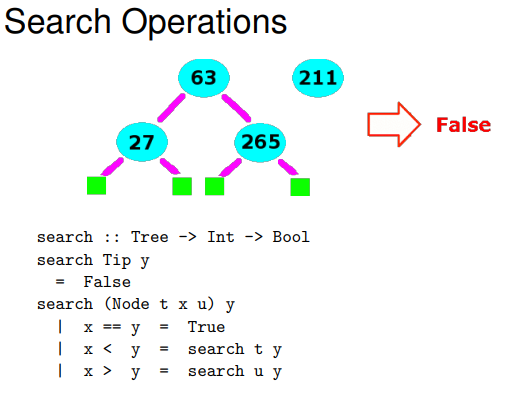 Search Operations
63 211
False
27 265
search :: Tree -> Int -> Bool
search Tip y
  =  False
search (Node t x u) y
  |  x == y  =  True
  |  x <  y  =  search t y
  |  x >  y  =  search u y